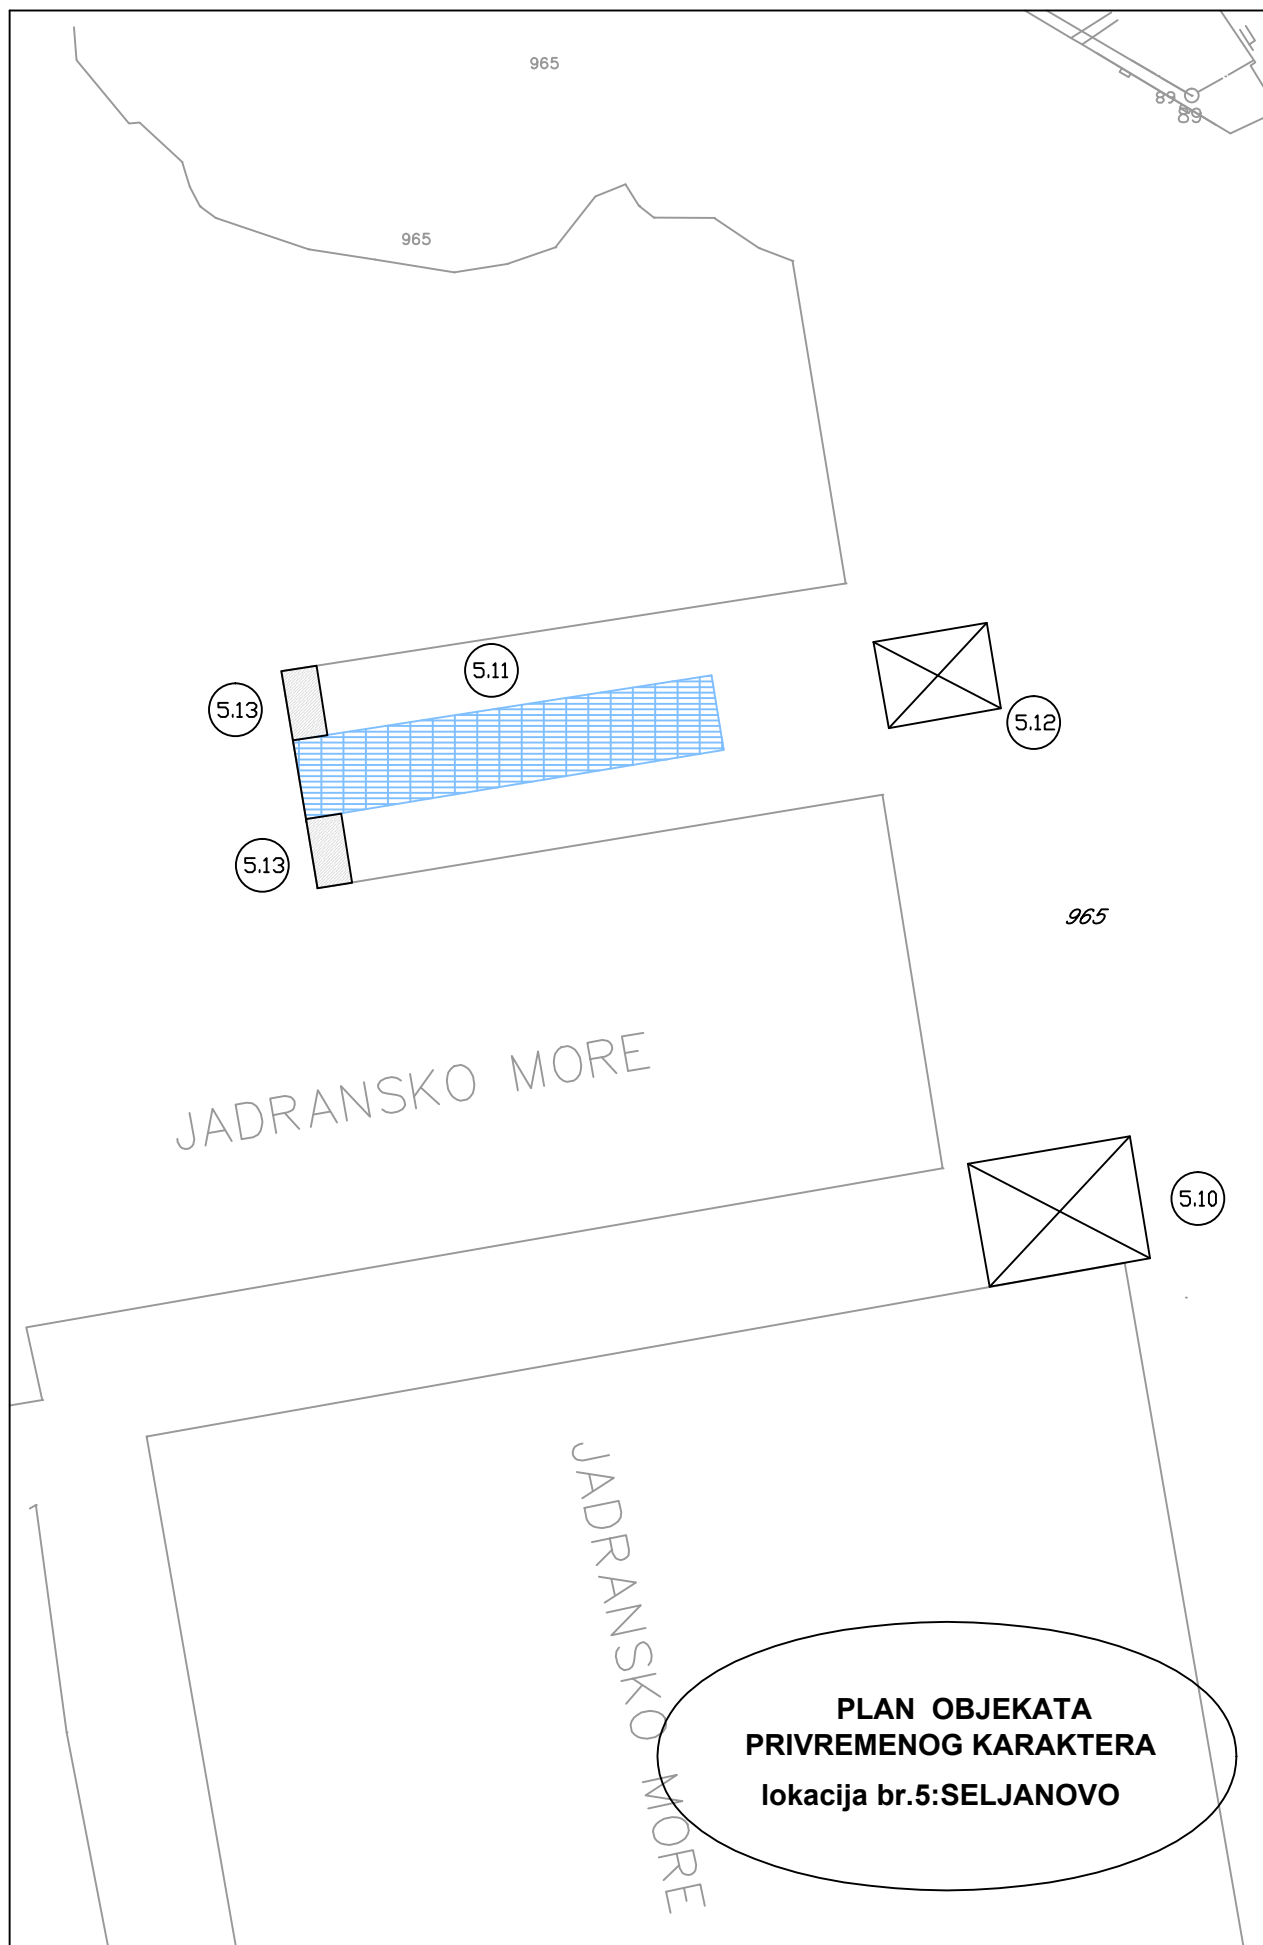 965
89
89
965
5.11
5.13
5.12
5.13
965
JADRANSKO MORE
5.10
JADRANSKO MORE
PLAN OBJEKATA
PRIVREMENOG KARAKTERA
lokacija br.5:SELJANOVO